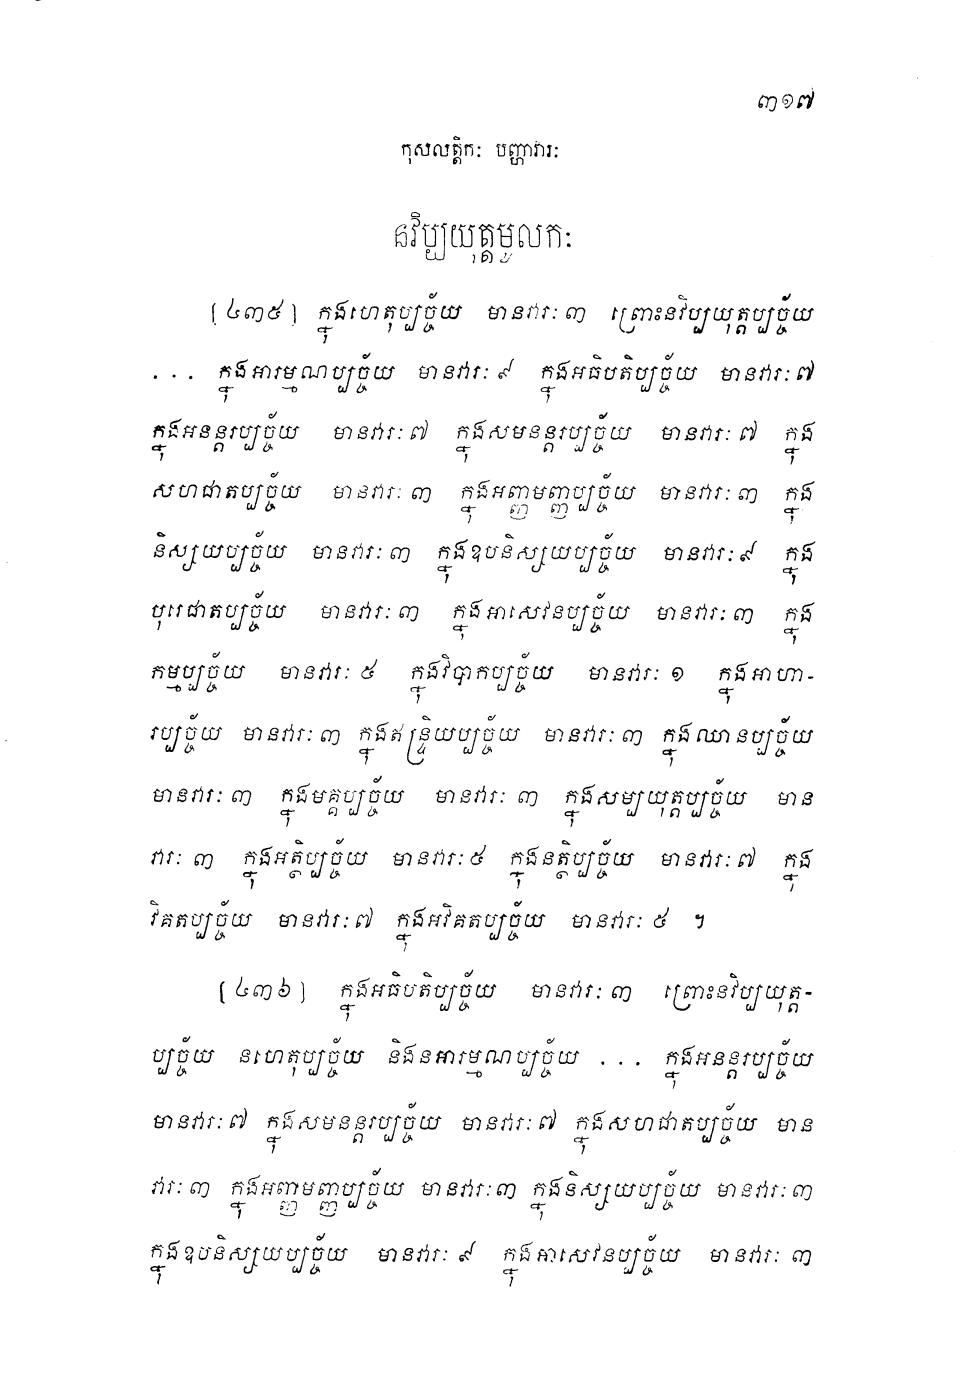 ៣១៧
កុសលត្តិកៈ បញ្ហាវារៈ
នវិប្បយុត្តមូលកៈ
[៤៣៥] ក្នុងហេតុប្បច្ច័យ មានវារៈ ៣ ព្រោះនវិប្បយុត្តប្បច្ច័យ
... ក្នុងអារម្មណប្បច្ច័យ មានវារៈ ៩ ក្នុងអធិបតិប្បច្ច័យ មានវារៈ ៧
ក្នុងអនន្តរប្បច្ច័យ មានវារៈ ៧ ក្នុងសមនន្តរប្បច្ច័យ មានវារៈ ៧ ក្នុង
សហជាតប្បច្ច័យ មានវារៈ ៣ ក្នុងអញ្ញាមញ្ញប្បច្ច័យ មានវារៈ ៣ ក្នុង
និស្សយប្បច្ច័យ មានវារៈ ៣ ក្នុងឧបនិស្សយប្បច្ច័យ មានវារៈ ៩ ក្នុង
បុរេជាតប្បច្ច័យ មានវារៈ ៣ ក្នុងអាសេវនប្បច្ច័យ មានវារៈ ៣ ក្នុង
កម្មប្បច្ច័យ មានវារៈ ៥ ក្នុងវិបាកប្បច្ច័យ មានវារៈ ១ ក្នុងអាហា-
រប្បច្ច័យ មានវារៈ ៣ ក្នុងឥន្ទ្រិយប្បច្ច័យ មានវារៈ ៣ ក្នុងឈានប្បច្ច័យ
មានវារៈ ៣ ក្នុងមគ្គប្បច្ច័យ មានវារៈ ៣ ក្នុងសម្បយុត្តប្បច្ច័យ មាន
វារៈ ៣ ក្នុងអត្ថិប្បច្ច័យ មានវារៈ ៥ ក្នុងនត្ថិប្បច្ច័យ មានវារៈ ៧ ក្នុង
វិគតប្បច្ច័យ មានវារៈ ៧ ក្នុងអវិគតប្បច្ច័យ មានវារៈ ៥ ។
[៤៣៦] ក្នុងអធិបតិប្បច្ច័យ មានវារៈ ៣ ព្រោះនវិប្បយុត្ត-
ប្បច្ច័យ នហេតុប្បច្ច័យ និងនអារម្មណប្បច្ច័យ ... ក្នុងអនន្តរប្បច្ច័យ
មានវារៈ ៧ ក្នុងសមនន្តរប្បច្ច័យ មានវារៈ ៧ ក្នុងសហជាតប្បច្ច័យ មាន
វារៈ ៣ ក្នុងអញ្ញាមញ្ញប្បច្ច័យ មានវារៈ ៣ ក្នុងនិស្សយប្បច្ច័យ មានវារៈ ៣
ក្នុងឧបនិស្សយប្បច្ច័យ មានវារៈ ៩ ក្នុងអាសេវនប្បច្ច័យ មានវារៈ ៣